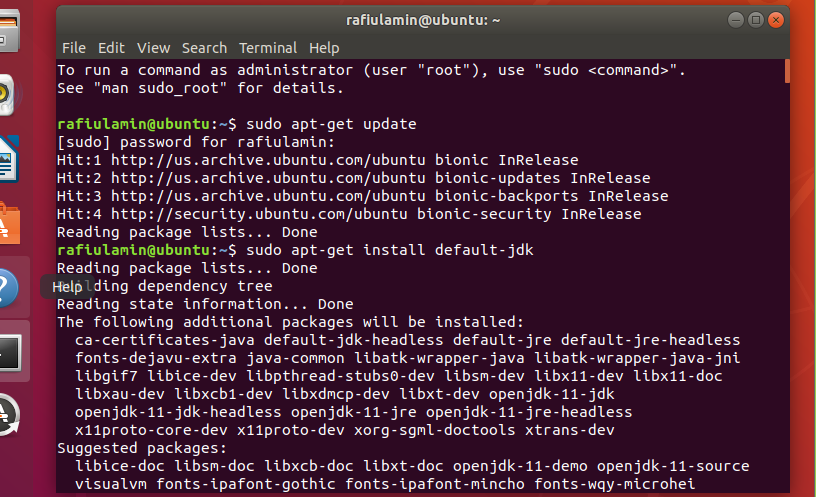 rafiulamin@ubuntu: ~
File Edit View Search Terminal Help
To run a command as administrator (user "root"), use "sudo <command>".
See "man sudo_root" for details.
rafiulamin@ubuntu:~$ sudo apt-get update
[sudo] password for rafiulamin:
Hit:1 http://us.archive.ubuntu.com/ubuntu bionic InRelease
Hit:2 http://us.archive.ubuntu.com/ubuntu bionic-updates InRelease
Hit:3 http://us.archive.ubuntu.com/ubuntu bionic-backports InRelease
Hit:4 http://security.ubuntu.com/ubuntu bionic-security InRelease
Reading package lists... Done
rafiulamin@ubuntu:~$ sudo apt-get install default-jdk
Reading package lists... Done
Help
lding dependency tree
Reading state information... Done
The following additional packages will be installed:
ca-certificates-java default-jdk-headless default-jre default-jre-headless
fonts-dejavu-extra java-common libatk-wrapper-java libatk-wrapper-java-jni
libgif7 libice-dev libpthread-stubs0-dev libsm-dev libx11-dev libx11-doc
libxau-dev libxcb1-dev libxdmcp-dev libxt-dev openjdk-11-jdk
openjdk-11-jdk-headless openjdk-11-jre openjdk-11-jre-headless
x11proto-core-dev x11proto-dev xorg-sgml-doctools xtrans-dev
Suggested packages:
libice-doc libsm-doc libxcb-doc libxt-doc openjdk-11-demo openjdk-11-source
visualvm fonts-ipafont-gothic fonts-ipafont-mincho fonts-wqy-microhei